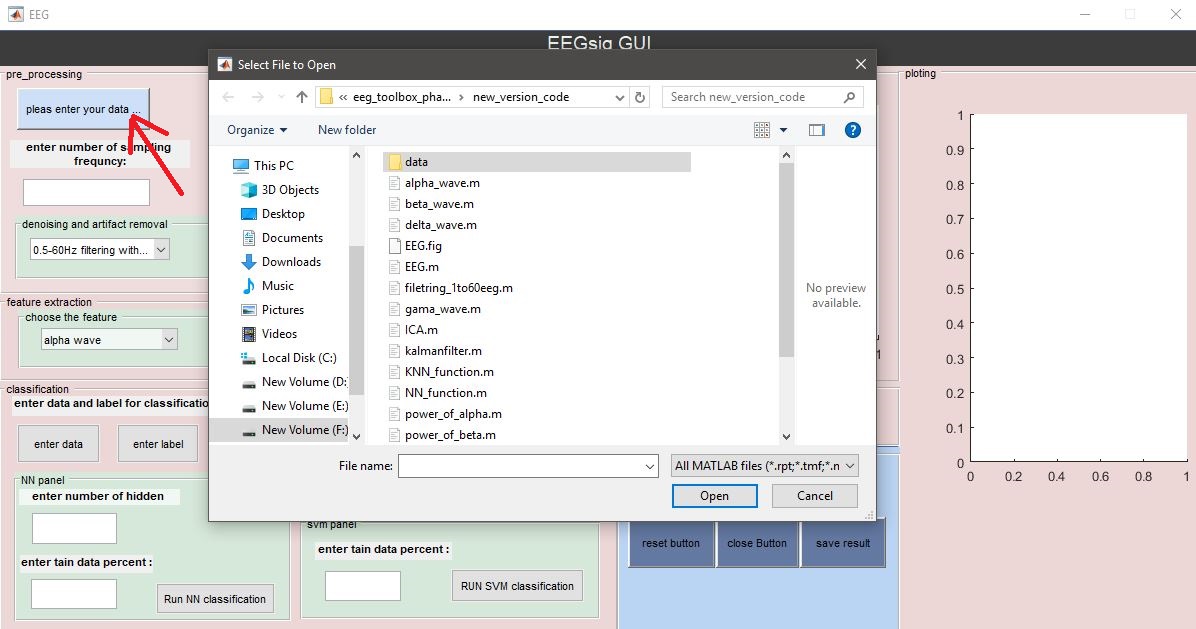 EEG
EEGsig GUI
pre_processing
pleas enter your data ...
enter number of sampling
frequncy:
denoising and artifact removal
0.5-60Hz filtering with...
feature extraction
choose the feature
alpha wave
classification
enter data and label for classificatio
enter data
enter label
NN panel
enter number of hidden
enter tain data percent :
Run NN classification
svm panel
enter tain data percent :
RUN SVM classification
reset button
close Button
save result
Select File to Open
« eeg_toolbox_pha... › new_version_code
Search new_version_code
Organize
New folder
This PC
3D Objects
Desktop
Documents
Downloads
Music
Pictures
Videos
Local Disk (C:)
New Volume (D:
New Volume (E:)
New Volume (F:)
data
alpha_wave.m
beta_wave.m
delta_wave.m
EEG.fig
EEG.m
filetring_1to60eeg.m
gama_wave.m
ICA.m
kalmanfilter.m
KNN_function.m
NN_function.m
power_of_alpha.m
power_of_beta.m
No preview
available.
File name:
All MATLAB files (*.rpt;*.tmf;*.n
Open
Cancel
ploting
1
0.9
0.8
0.7
0.6
0.5
0.4
0.3
0.2
0.1
0
0 0.2 0.4 0.6 0.8 1